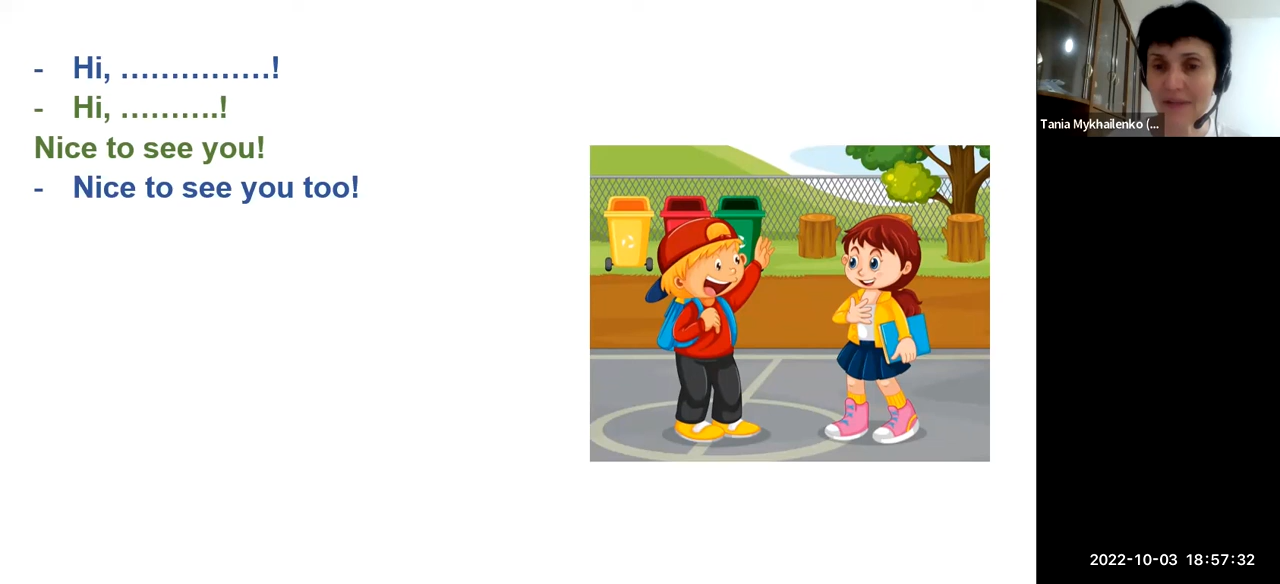 - Hi, ……………!
- Hi, ……….!
Nice to see you!
- Nice to see you too!
Tania Mykhailenko (...
2022-10-03 18:57:32